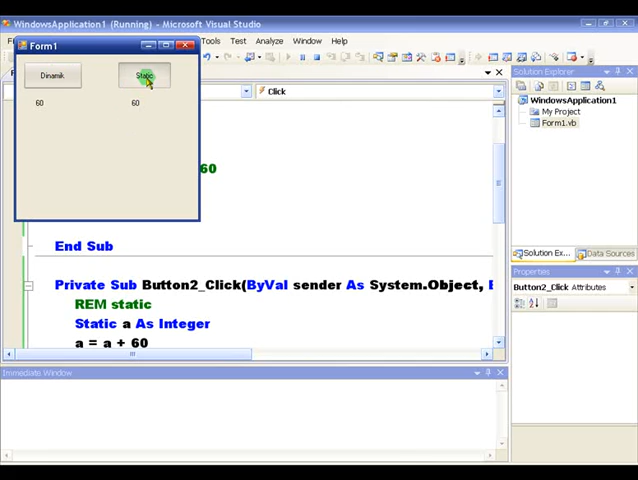 WindowsApplication1 (Running) - Microsoft Visual Studio
Tools Test Analyze Window Help
Form1
Dinamik
Static
60
60
Click
60
End Sub
Private Sub Button2_Click(ByVal sender As System.Object,
REM static
Static a As Integer
a = a + 60
Immediate Window
Solution Explorer
WindowsApplication1
My Project
Form1.vb
Solution Ex...
Data Sources
Properties
Button2_Click Attributes